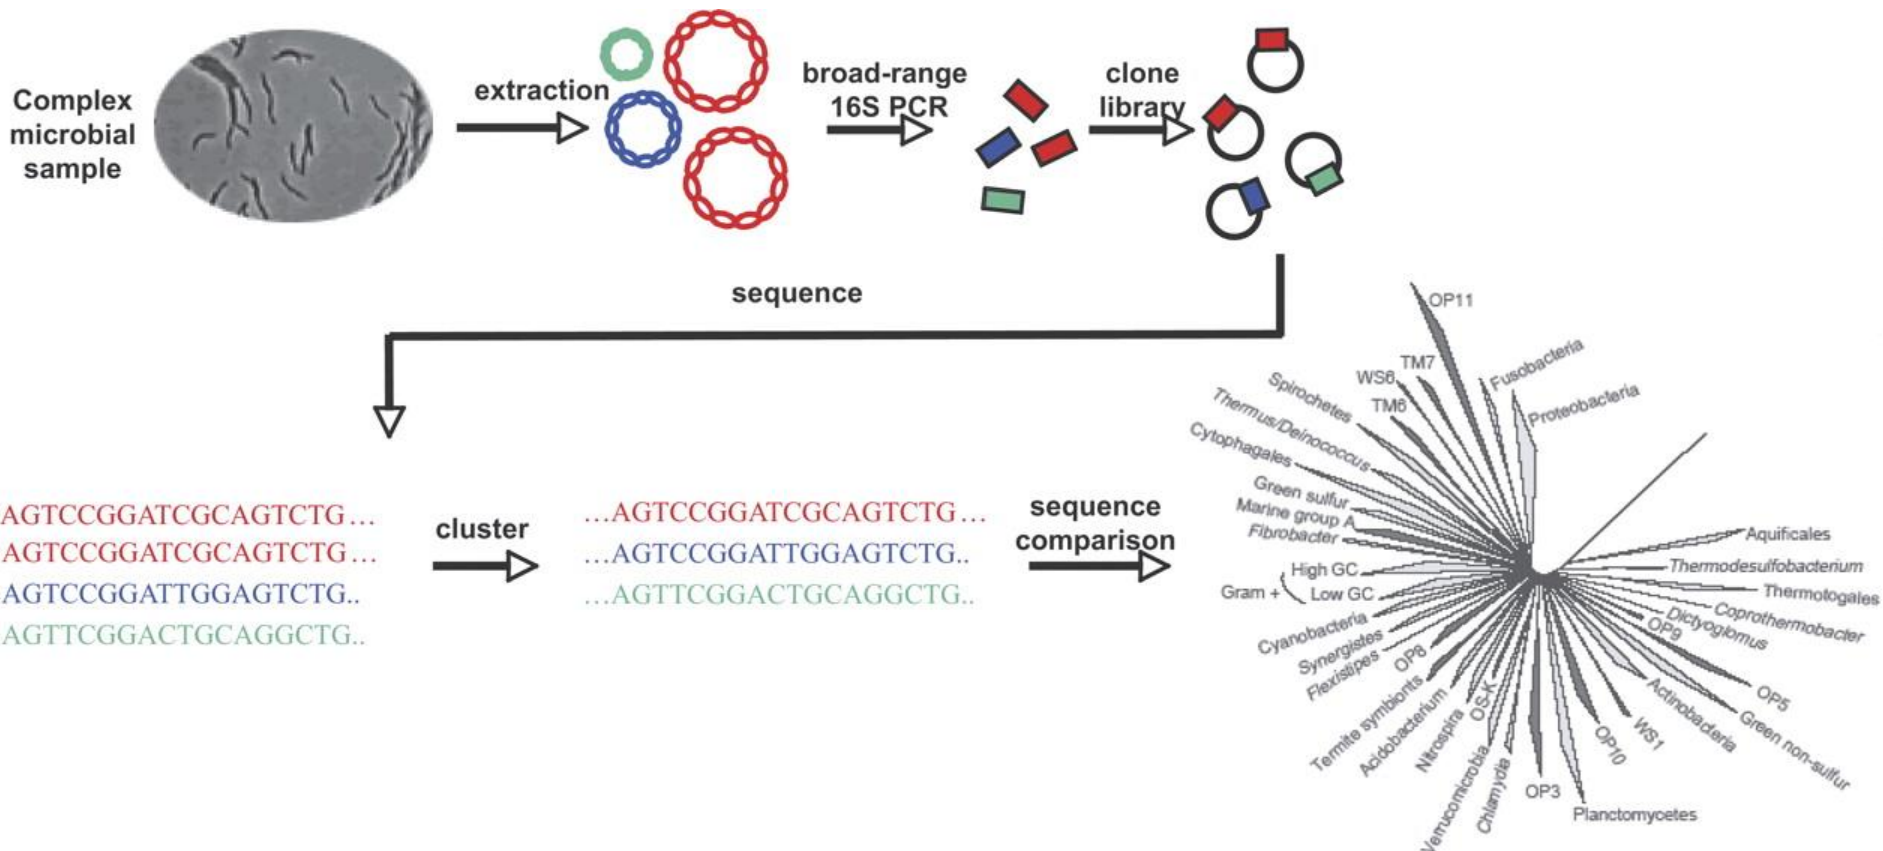 Complex
microbial
sample
extraction
broad-range
16S PCR
clone
library
sequence
AGTCCGGATCGCAGTCTG...
AGTCCGGATCGCAGTCTG...
AGTCCGGATTGGAGTCTG..
AGTTCGGACTGCAGGCTG..
cluster
...AGTCCGGATCGCAGTCTG...
...AGTCCGGATTGGAGTCTG..
...AGTTCGGACTGCAGGCTG..
sequence
comparison
OP11
TM7
WS6
TM6
Fusobacteria
Proteobacteria
Spirochetes
Thermus/Deinococcus
Cytophagales
Green sulfur
Marine group A
Fibrobacter
High GC
Gram +
Low GC
Cyanobacteria
Synergistes
Flexistipes
OP8
Termite symbionts
Acidobacterium
Nitrospira
OS-K
Verrucomicrobia
Chlamydia
OP3
Planctomycetes
OP10
WS1
Actinobacteria
Green non-sulfur
OP5
OP9
Dictyoglomus
Coprothermobacter
Thermotogales
Thermodesulfobacterium
Aquificales